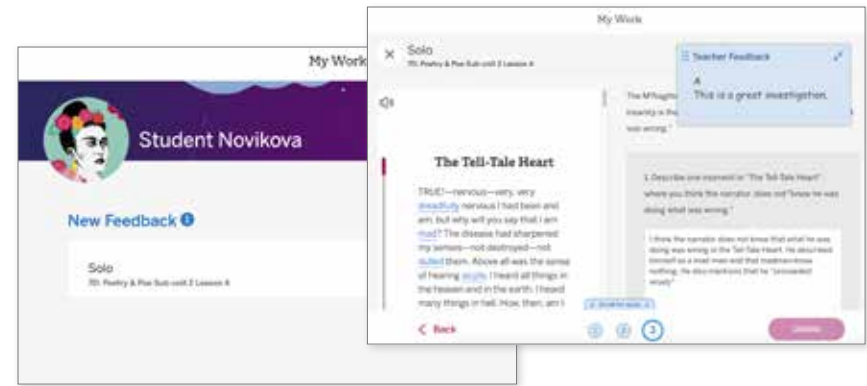 My Work
Student Novikova
New Feedback
Solo
7D: Poetry & Poe Sub-unit 2 Lesson 4
My Work
Solo
7D: Poetry & Poe Sub-unit 2 Lesson 4
Teacher Feedback
A
This is a great investigation.
The M'Naghten
insanity is the
was wrong."
The Tell-Tale Heart
TRUE!—nervous—very, very
dreadfully nervous I had been and
am; but why will you say that I am
mad? The disease had sharpened
my senses—not destroyed—not
dulled them. Above all was the sense
of hearing acute. I heard all things in
the heaven and in the earth. I heard
many things in hell. How, then, am I
1. Describe one moment in "The Tell-Tale Heart"
where you think the narrator does not "know he was
doing what was wrong."
I think the narrator does not know that what he was
doing was wrong in the Tell-Tale Heart. He described
himself as a mad man and that madmen know
nothing. He also mentions that he "proceeded
wisely"
Back
1 2 3